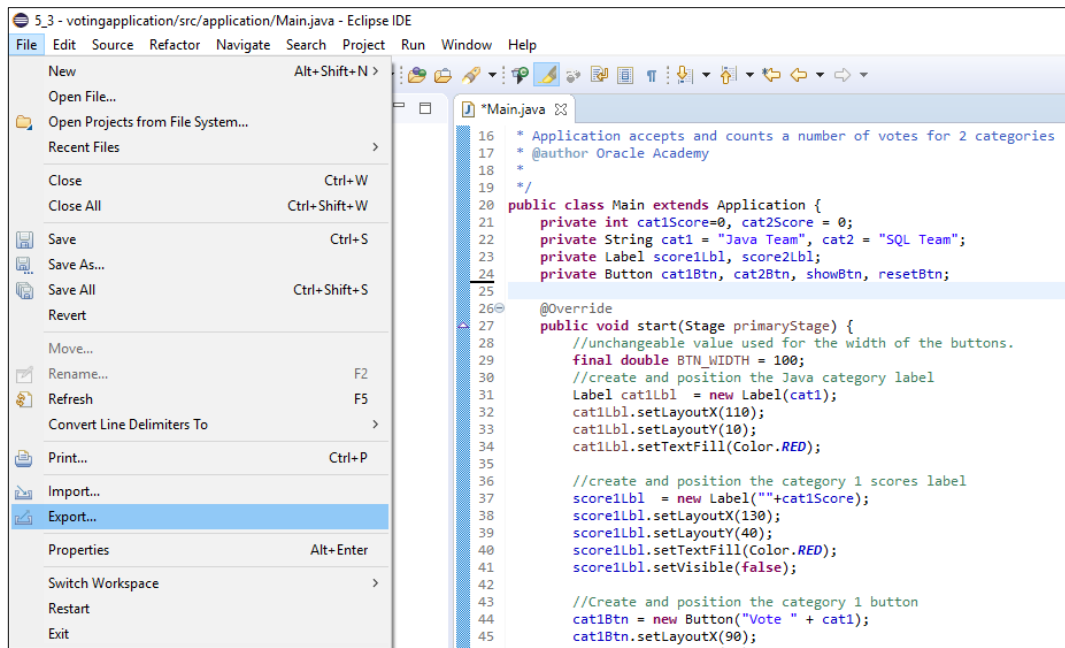 5_3 - votingapplication/src/application/Main.java - Eclipse IDE
File Edit Source Refactor Navigate Search Project Run Window Help
New Alt+Shift+N >
Open File...
Open Projects from File System...
Recent Files >
Close Ctrl+W
Close All Ctrl+Shift+W
Save Ctrl+S
Save As...
Save All Ctrl+Shift+S
Revert
Move...
Rename... F2
Refresh F5
Convert Line Delimiters To >
Print... Ctrl+P
Import...
Export...
Properties Alt+Enter
Switch Workspace >
Restart
Exit
*Main.java
16 * Application accepts and counts a number of votes for 2 categories
17 * @author Oracle Academy
18 *
19 */
20 public class Main extends Application {
21 private int cat1Score=0, cat2Score = 0;
22 private String cat1 = "Java Team", cat2 = "SQL Team";
23 private Label score1Lbl, score2Lbl;
24 private Button cat1Btn, cat2Btn, showBtn, resetBtn;
25
26 @Override
27 public void start(Stage primaryStage) {
28 //unchangeable value used for the width of the buttons.
29 final double BTN_WIDTH = 100;
30 //create and position the Java category label
31 Label cat1Lbl = new Label(cat1);
32 cat1Lbl.setLayoutX(110);
33 cat1Lbl.setLayoutY(10);
34 cat1Lbl.setTextFill(Color.RED);
35
36 //create and position the category 1 scores label
37 score1Lbl = new Label(""+cat1Score);
38 score1Lbl.setLayoutX(130);
39 score1Lbl.setLayoutY(40);
40 score1Lbl.setTextFill(Color.RED);
41 score1Lbl.setVisible(false);
42
43 //Create and position the category 1 button
44 cat1Btn = new Button("Vote " + cat1);
45 cat1Btn.setLayoutX(90);